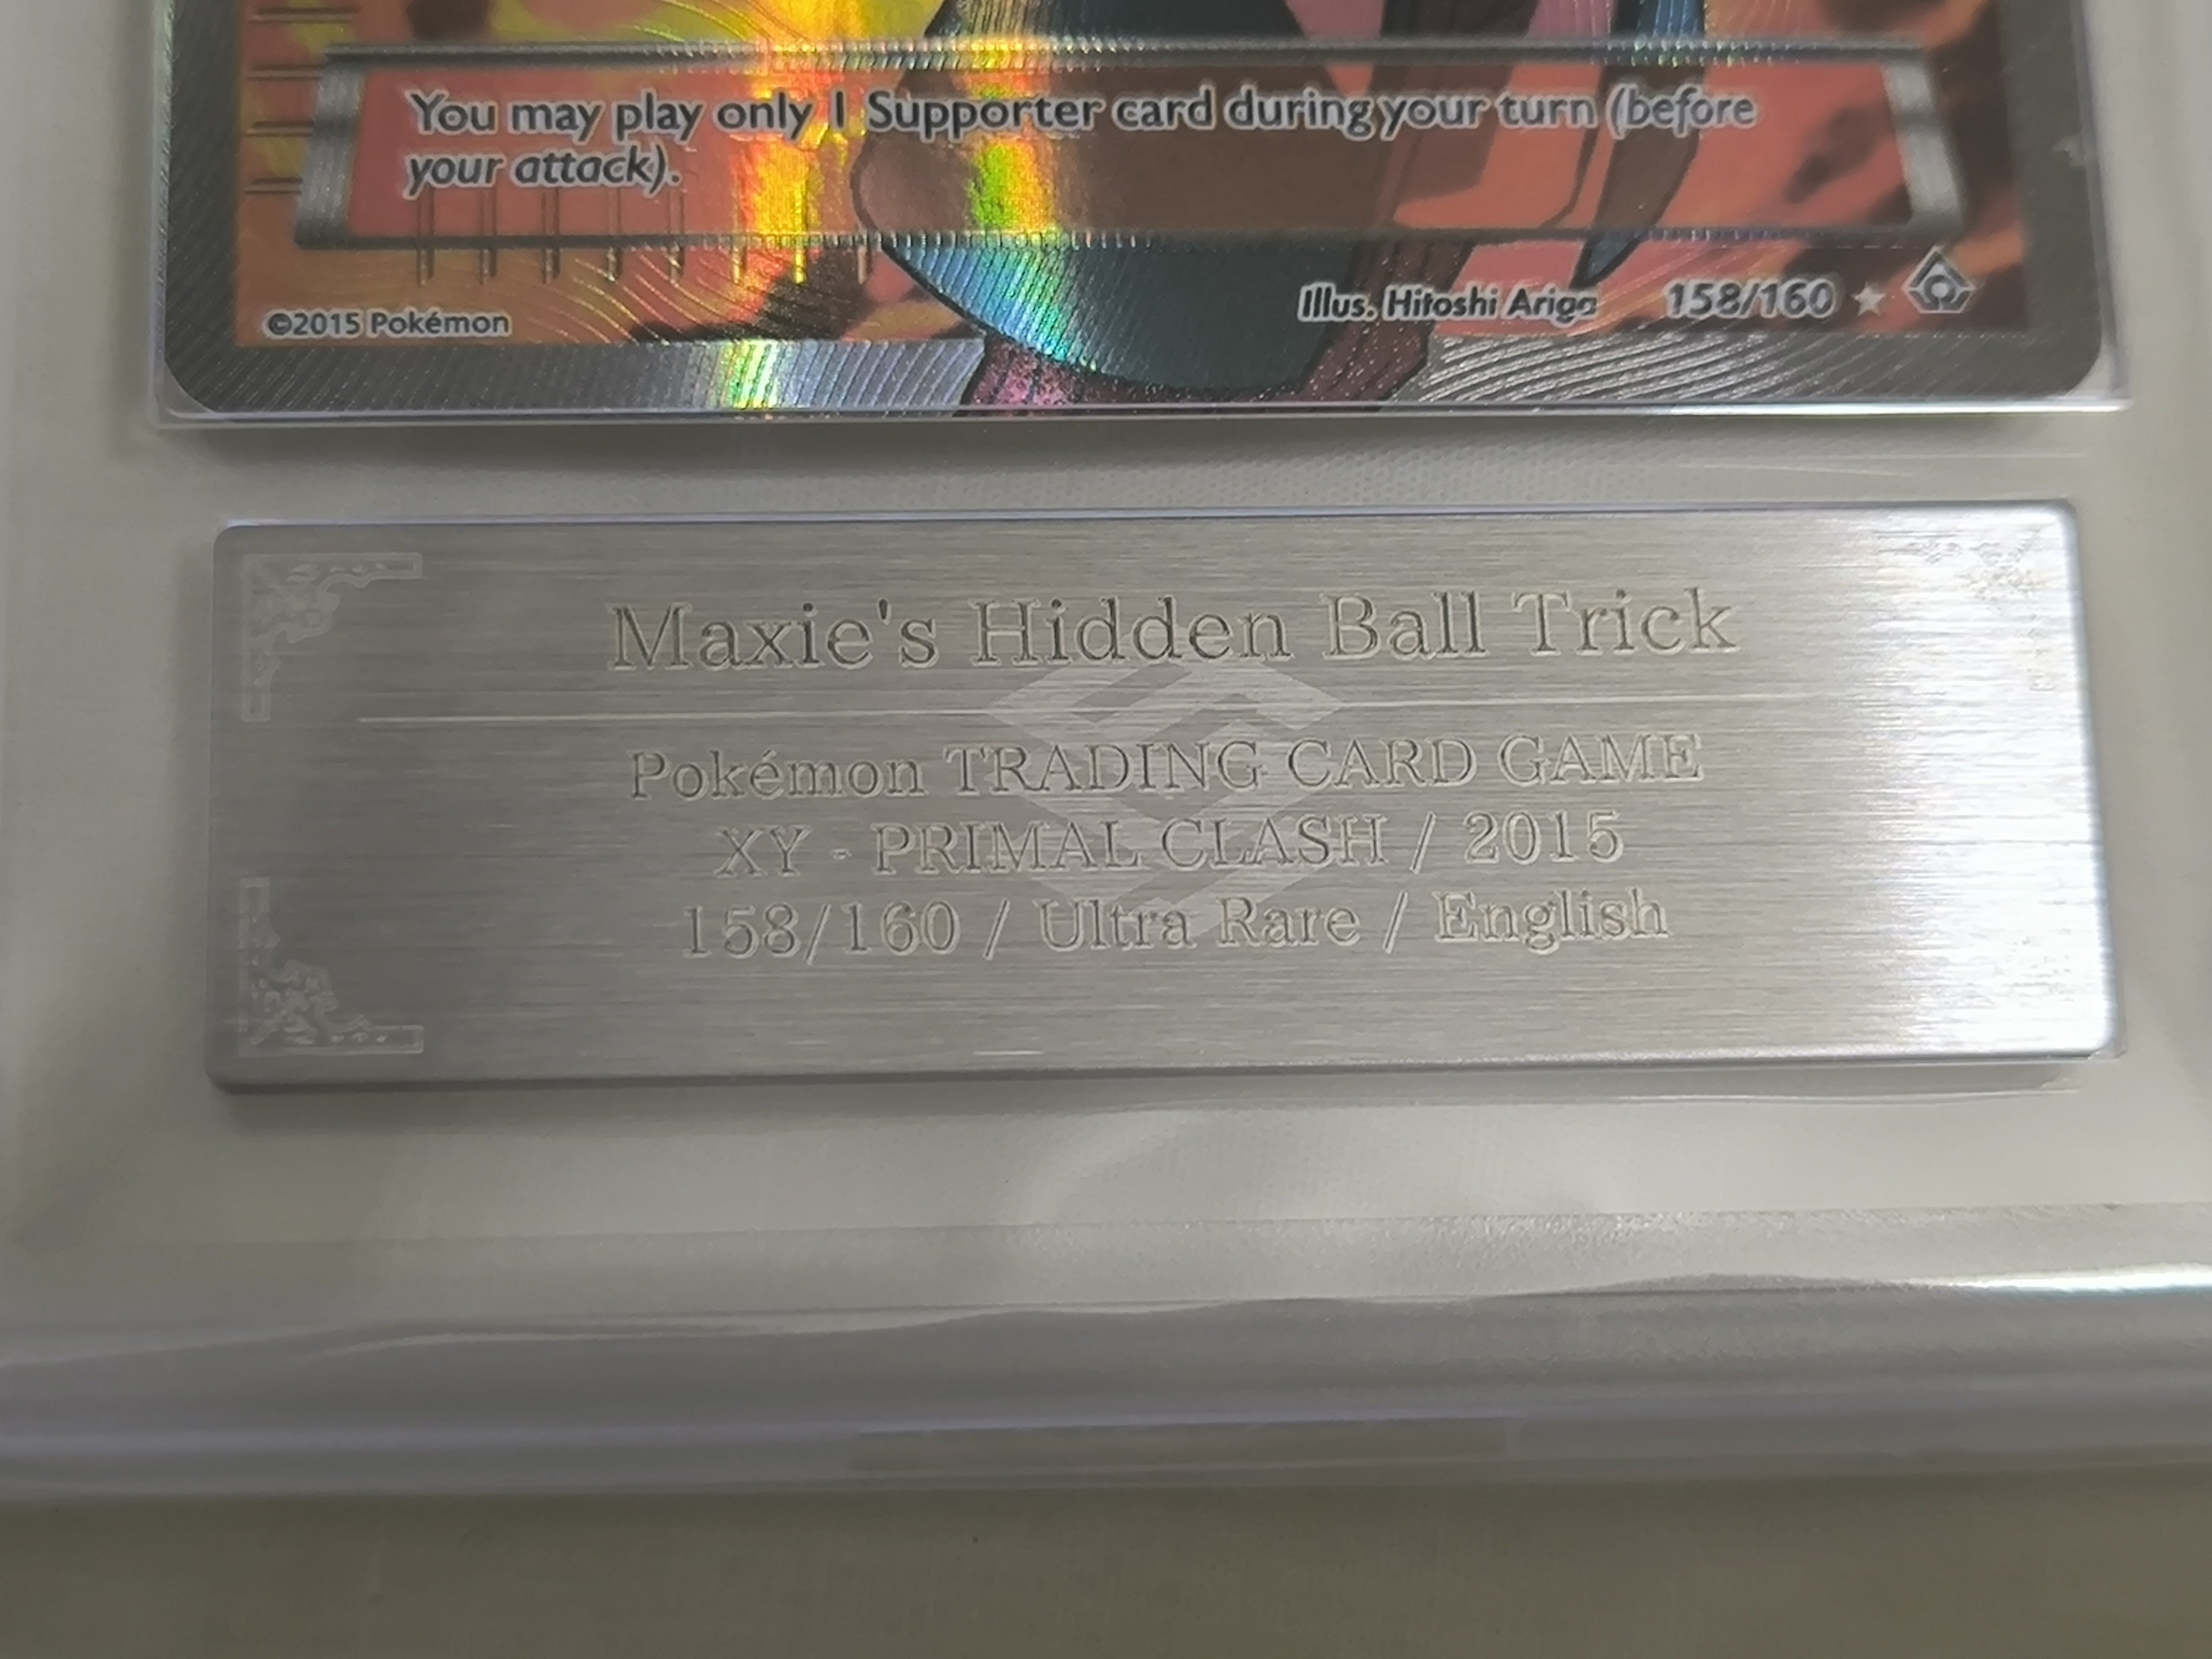 You may play only 1 Supporter card during your turn (before
your attack).
©2015 Pokémon
Illus. Hitoshi Ariga 158/160
Maxie's Hidden Ball Trick
Pokémon TRADING CARD GAME
XY - PRIMAL CLASH / 2015
158/160 / Ultra Rare / English